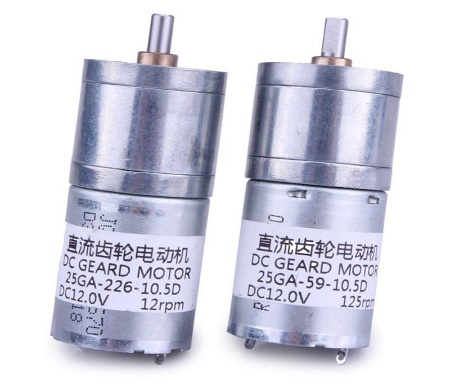 直流齿轮电动机
DC GEARD MOTOR
25GA-226-10.5D
DC12.0V 12rpm
直流齿轮电动机
DC GEARD MOTOR
25GA-59-10.5D
DC12.0V 125rpm